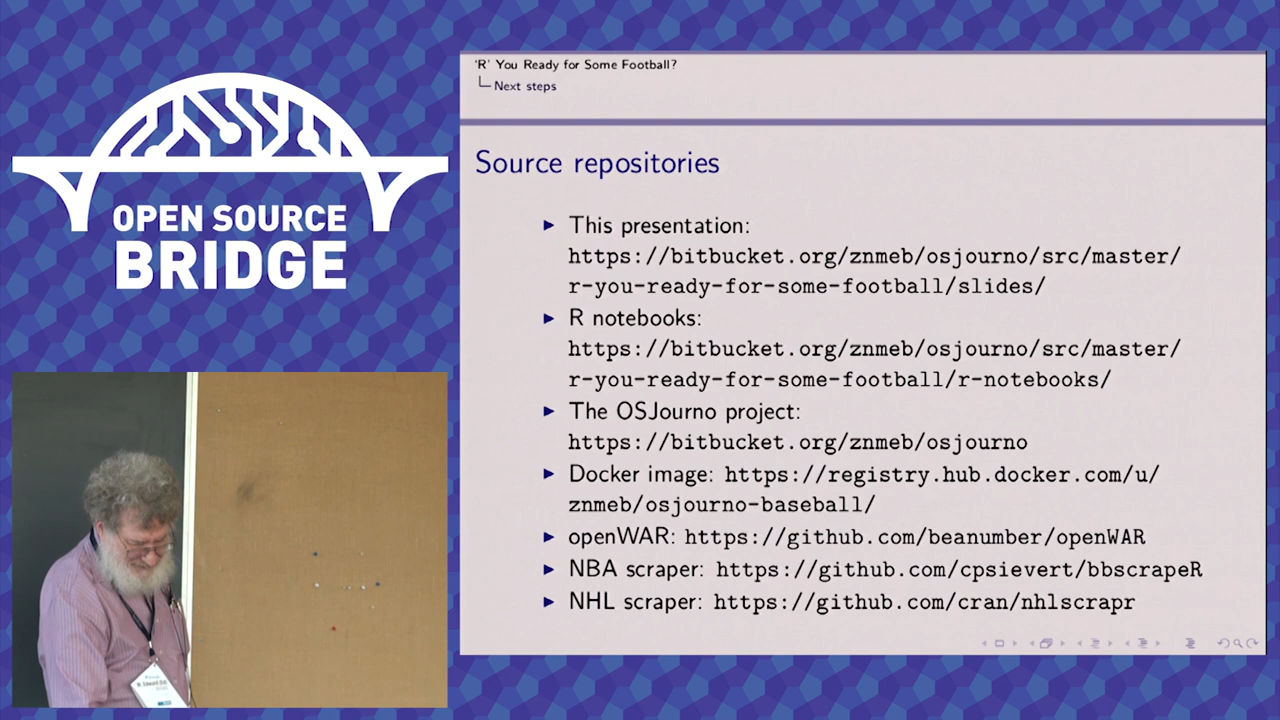 OPEN SOURCE
BRIDGE
'R' You Ready for Some Football?
Next steps
Source repositories
This presentation:
https://bitbucket.org/znmeb/osjourno/src/master/
r-you-ready-for-some-football/slides/
R notebooks:
https://bitbucket.org/znmeb/osjourno/src/master/
r-you-ready-for-some-football/r-notebooks/
The OSJourno project:
https://bitbucket.org/znmeb/osjourno
Docker image: https://registry.hub.docker.com/u/
znmeb/osjourno-baseball/
openWAR: https://github.com/beanumber/openWAR
NBA scraper: https://github.com/cpsievert/bbscrapeR
NHL scraper: https://github.com/cran/nhlscrapr